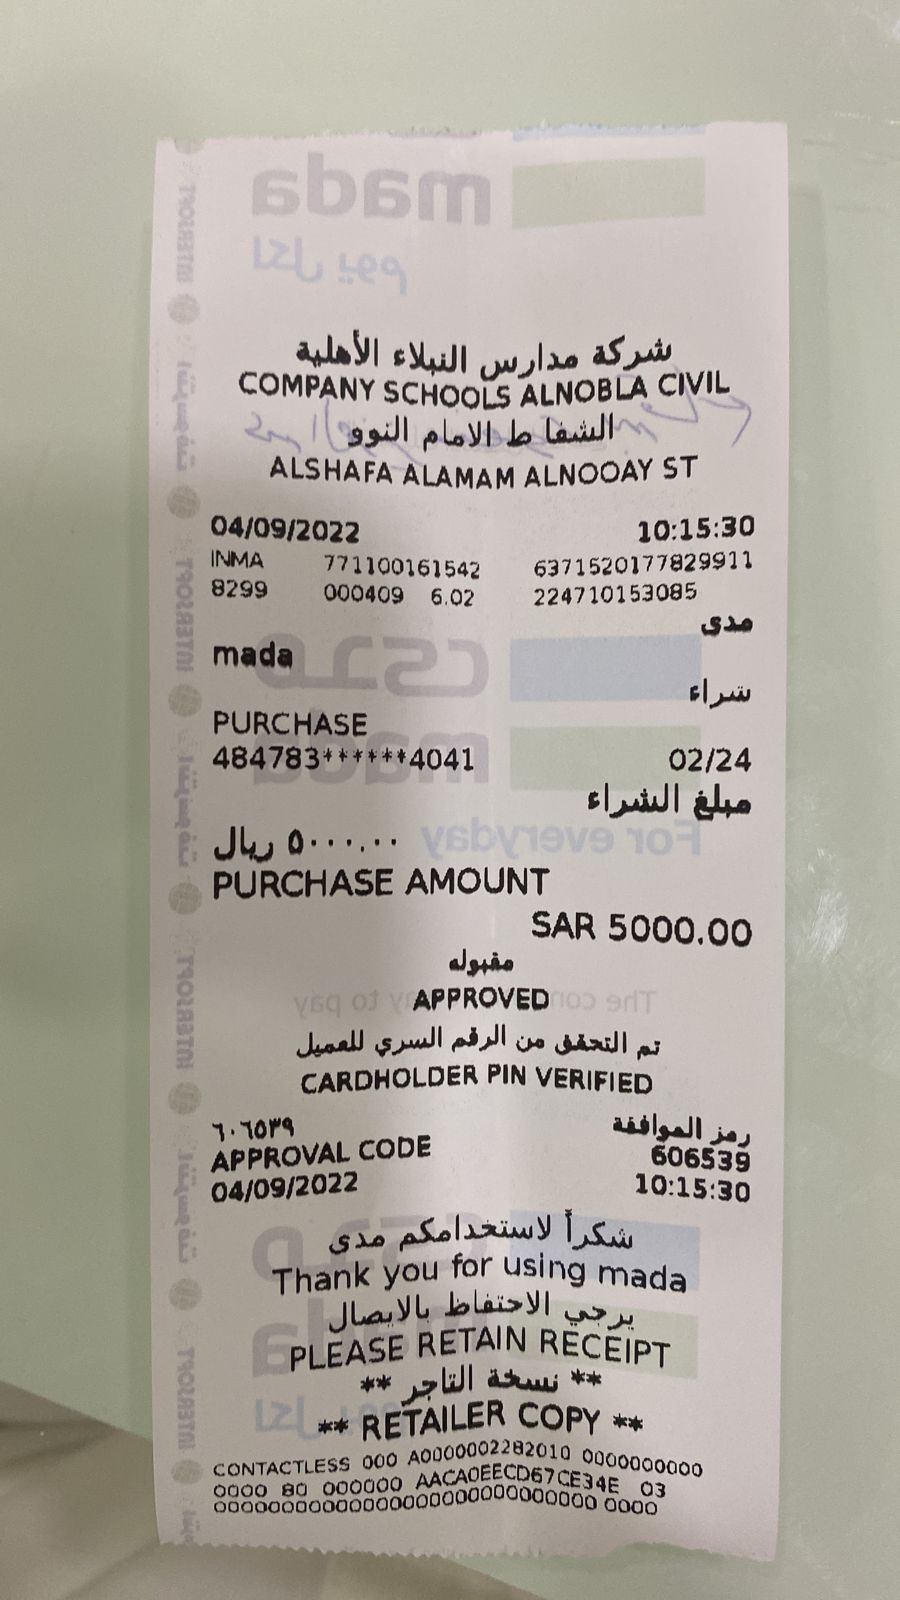 شركة مدارس النبلاء الأهلية
COMPANY SCHOOLS ALNOBLA CIVIL
الشفا ط الامام النوو
ALSHAFA ALAMAM ALNOOAY ST
04/09/2022 10:15:30
INMA 771100161542 6371520177829911
8299 000409 6.02 224710153085
مدى
mada
شراء
PURCHASE
484783******4041 02/24
مبلغ الشراء
٥٠٠٠.٠٠ ريال
PURCHASE AMOUNT
SAR 5000.00
مقبوله
APPROVED
تم التحقق من الرقم السري للعميل
CARDHOLDER PIN VERIFIED
رمز الموافقة ٦٠٦٥٣٩
APPROVAL CODE 606539
04/09/2022 10:15:30
شكراً لاستخدامكم مدى
Thank you for using mada
يرجي الاحتفاظ بالايصال
PLEASE RETAIN RECEIPT
** نسخة التاجر **
** RETAILER COPY **
CONTACTLESS 000 A0000002282010 0000000000
0000 80 000000 AACA0EECD67CE34E 03